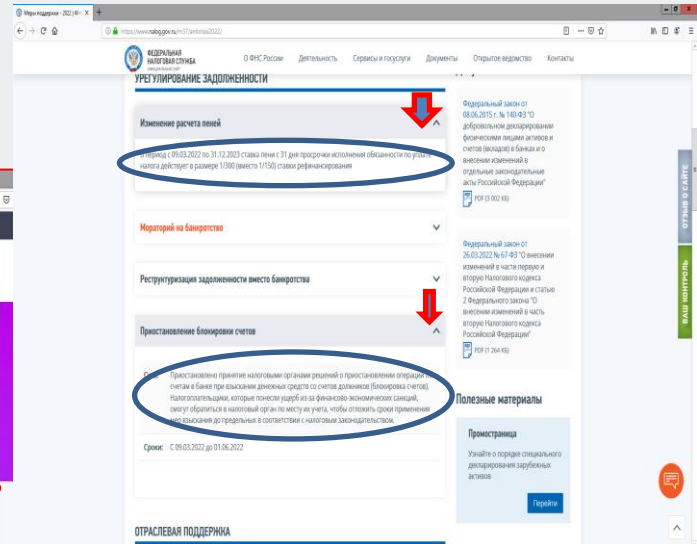 Меры поддержки - 2022 |
https://www.nalog.gov.ru/rn37/antorisis2022/
ФЕДЕРАЛЬНАЯ
НАЛОГОВАЯ СЛУЖБА
О ФНС России Деятельность Сервисы и госуслуги Документы Открытое ведомство Контакты
УРЕГУЛИРОВАНИЕ ЗАДОЛЖЕННОСТИ
Изменение расчета пеней
В период с 09.03.2022 по 31.12.2023 ставка пени с 31 дня просрочки исполнения обязанности по уплате
налога действует в размере 1/300 (вместо 1/150) ставки рефинансирования
Мораторий на банкротство
Реструктуризация задолженности вместо банкротства
Приостановление блокировки счетов
Приостановлено принятие налоговыми органами решений о приостановлении операций по
счетам в банке при взыскании денежных средств со счетов должников (блокировка счетов).
Налогоплательщики, которые понесли ущерб из-за финансово-экономических санкций,
смогут обратиться в налоговый орган по месту их учета, чтобы отложить сроки применения
мер взыскания до предельных в соответствии с налоговым законодательством.
Сроки: С 09.03.2022 до 01.06.2022
ОТРАСЛЕВАЯ ПОДДЕРЖКА
Федеральный закон от
08.06.2015 г. № 140-ФЗ "О
добровольном декларировании
физическими лицами активов и
счетов (вкладов) в банках и о
внесении изменений в
отдельные законодательные
акты Российской Федерации"
PDF (3 002 КБ)
Федеральный закон от
26.03.2022 № 67-ФЗ "О внесении
изменений в части первую и
вторую Налогового кодекса
Российской Федерации и статью
2 Федерального закона "О
внесении изменений в часть
вторую Налогового кодекса
Российской Федерации"
PDF (1 264 КБ)
Полезные материалы
Промостраница
Узнайте о порядке специального
декларирования зарубежных
активов
Перейти
ОТЗЫВ О САЙТЕ
ВАШ КОНТРОЛЬ